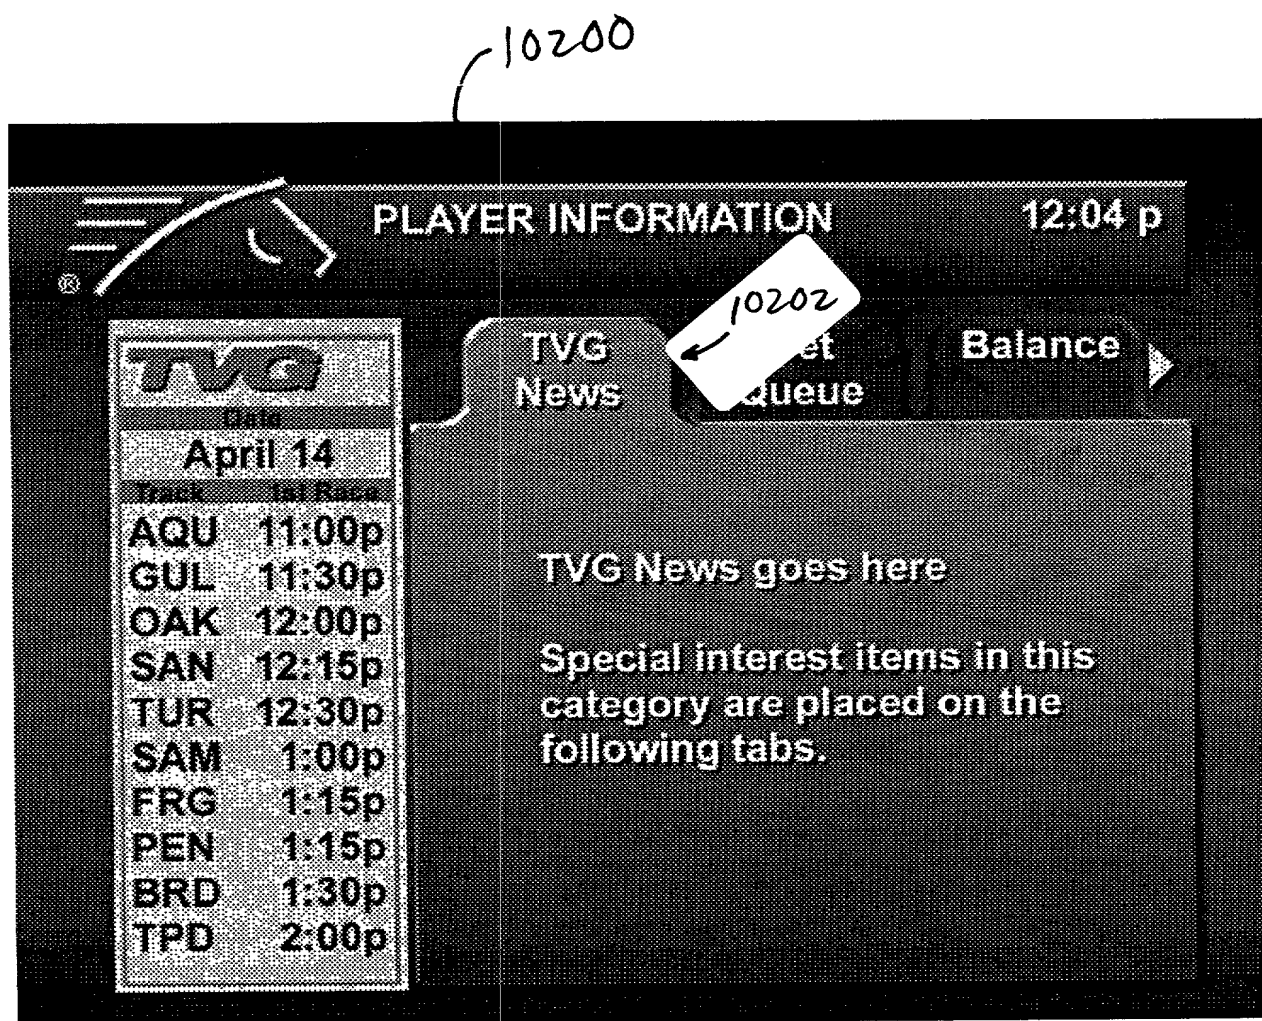 10200
PLAYER INFORMATION 12:04 p
®
10202
TVG
News
et
Queue
Balance
TVG
Date
April 14
Track 1st Race
AQU 11:00p
GUL 11:30p
OAK 12:00p
SAN 12:15p
TUR 12:30p
SAM 1:00p
FRG 1:15p
PEN 1:15p
BRD 1:30p
TPD 2:00p
TVG News goes here
Special interest items in this
category are placed on the
following tabs.